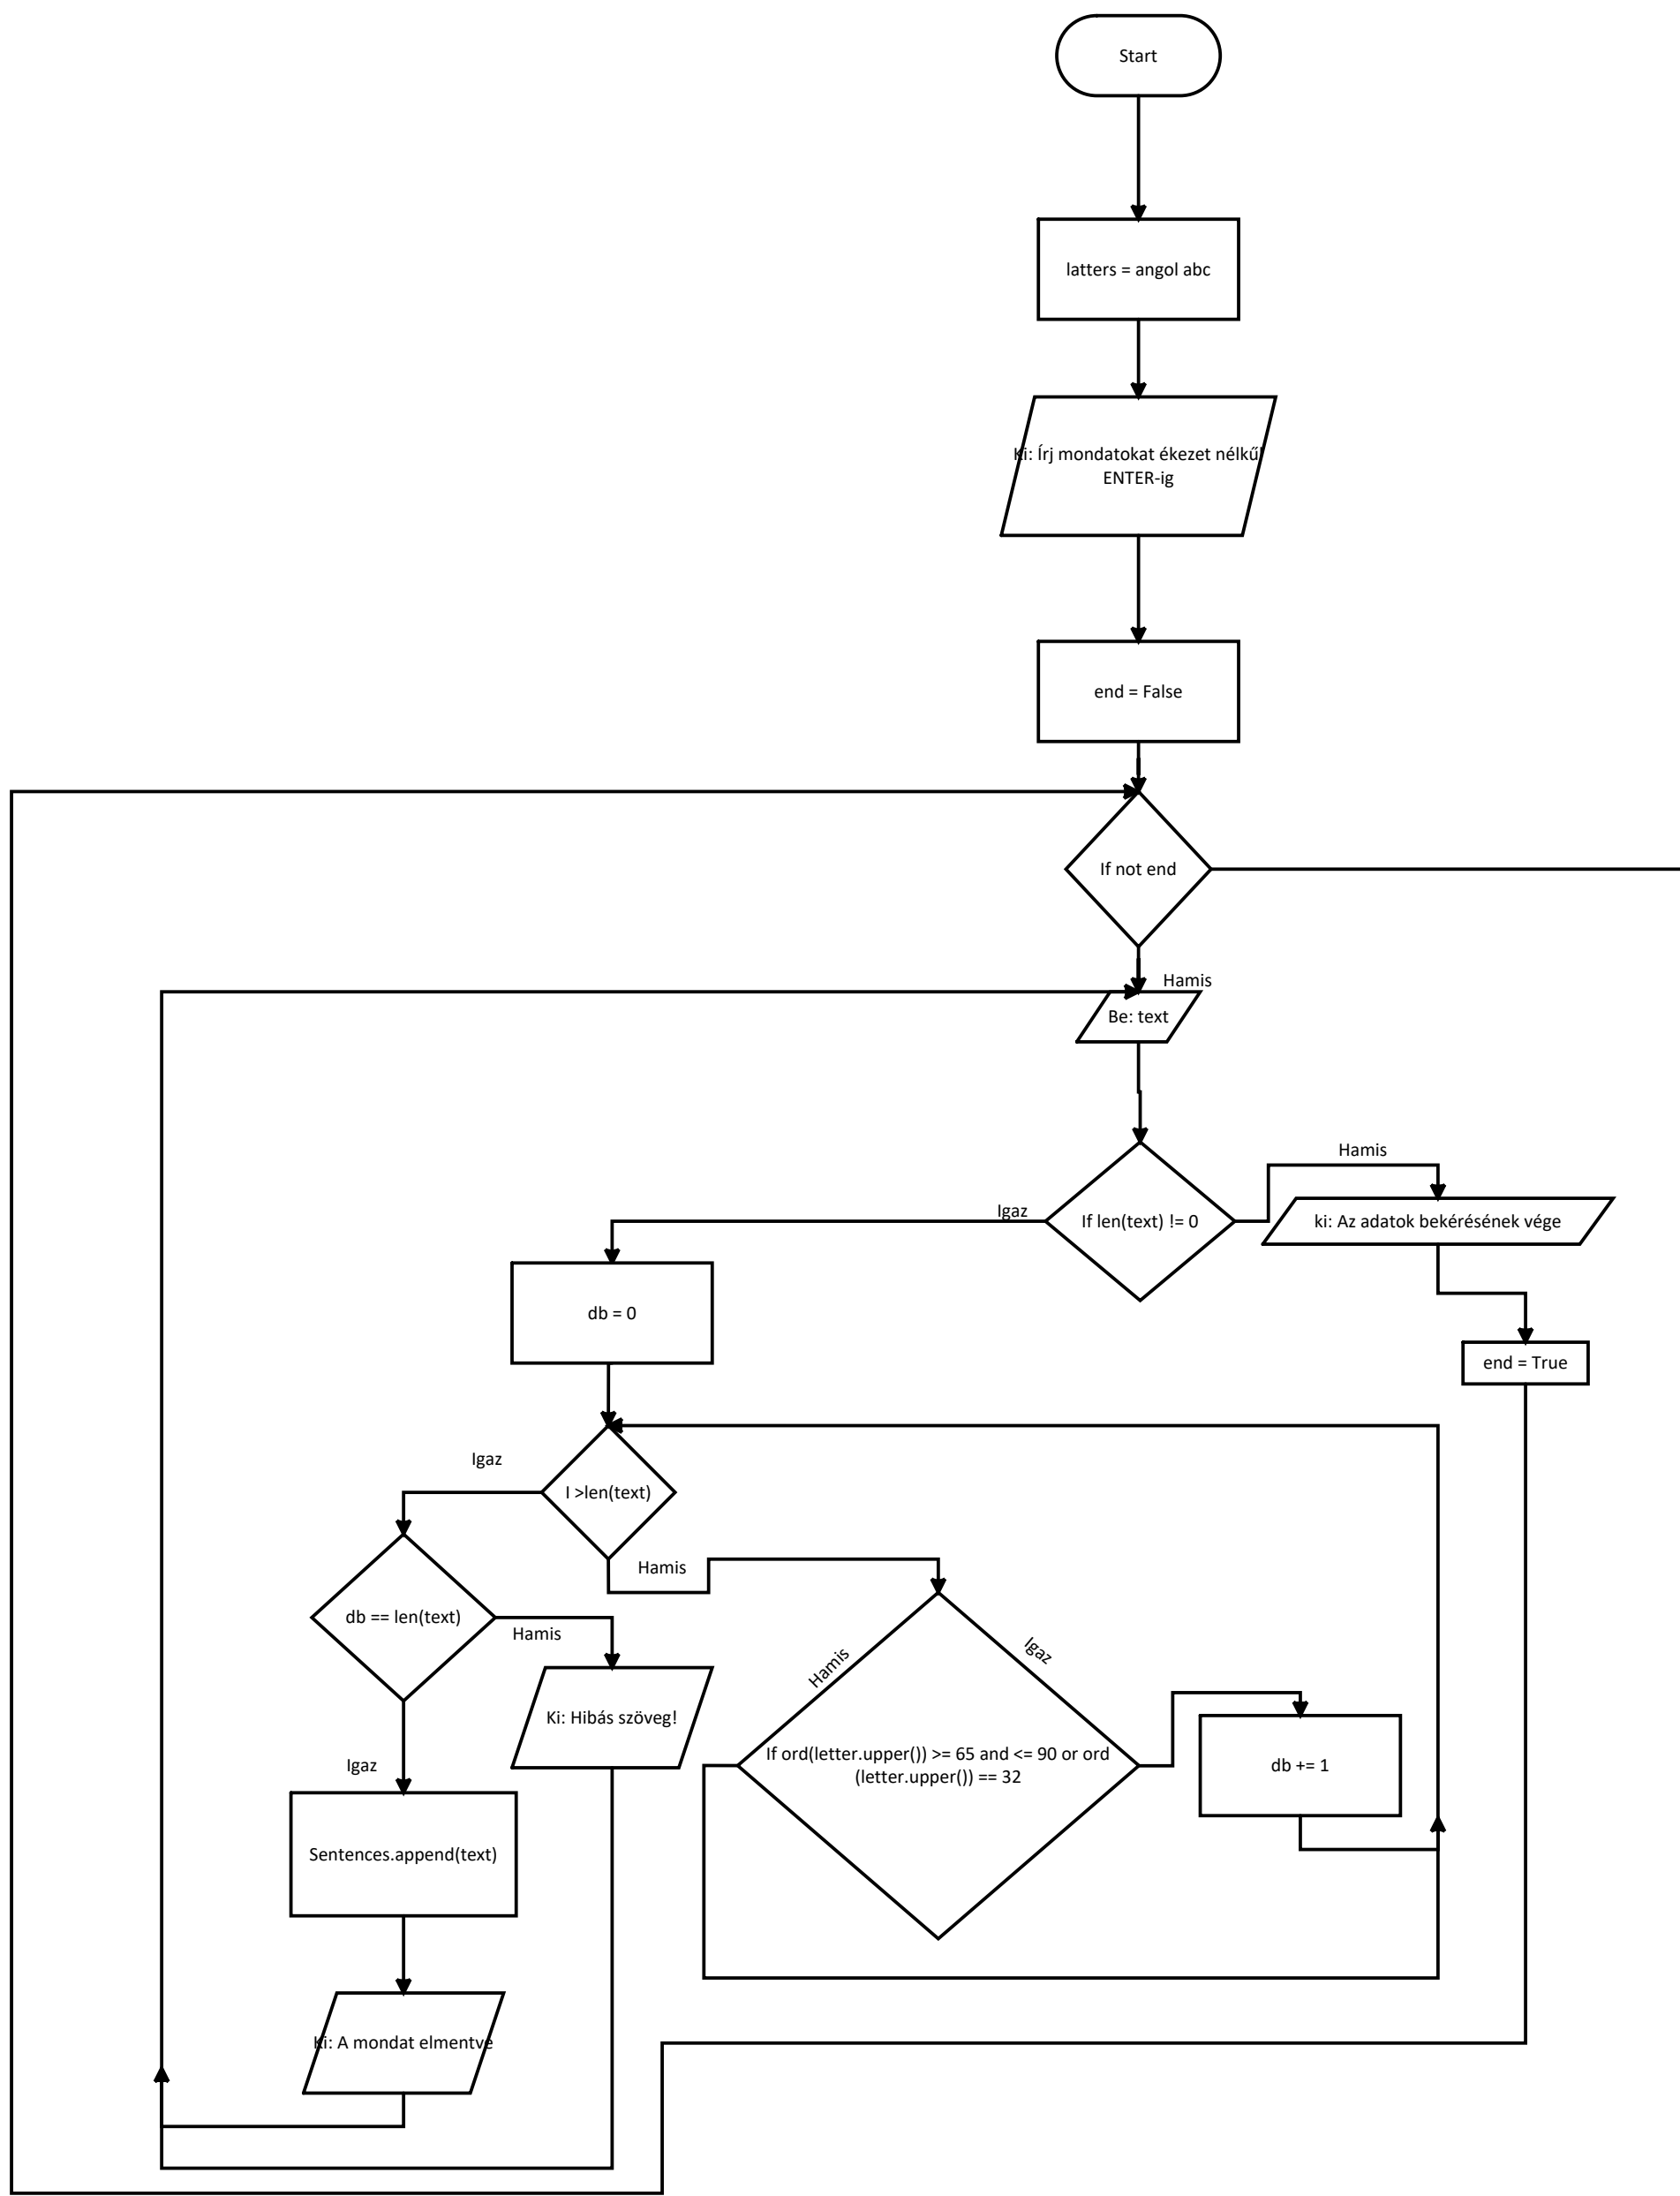 Start
latters = angol abc
Ki: Írj mondatokat ékezet nélkűl
ENTER-ig
end = False
If not end
Hamis
Be: text
Hamis
Igaz
If len(text) != 0
ki: Az adatok bekérésének vége
db = 0
end = True
Igaz
I >len(text)
Hamis
db == len(text)
Hamis
Hamis
Igaz
Ki: Hibás szöveg!
If ord(letter.upper()) >= 65 and <= 90 or ord
(letter.upper()) == 32
db += 1
Igaz
Sentences.append(text)
Ki: A mondat elmentve